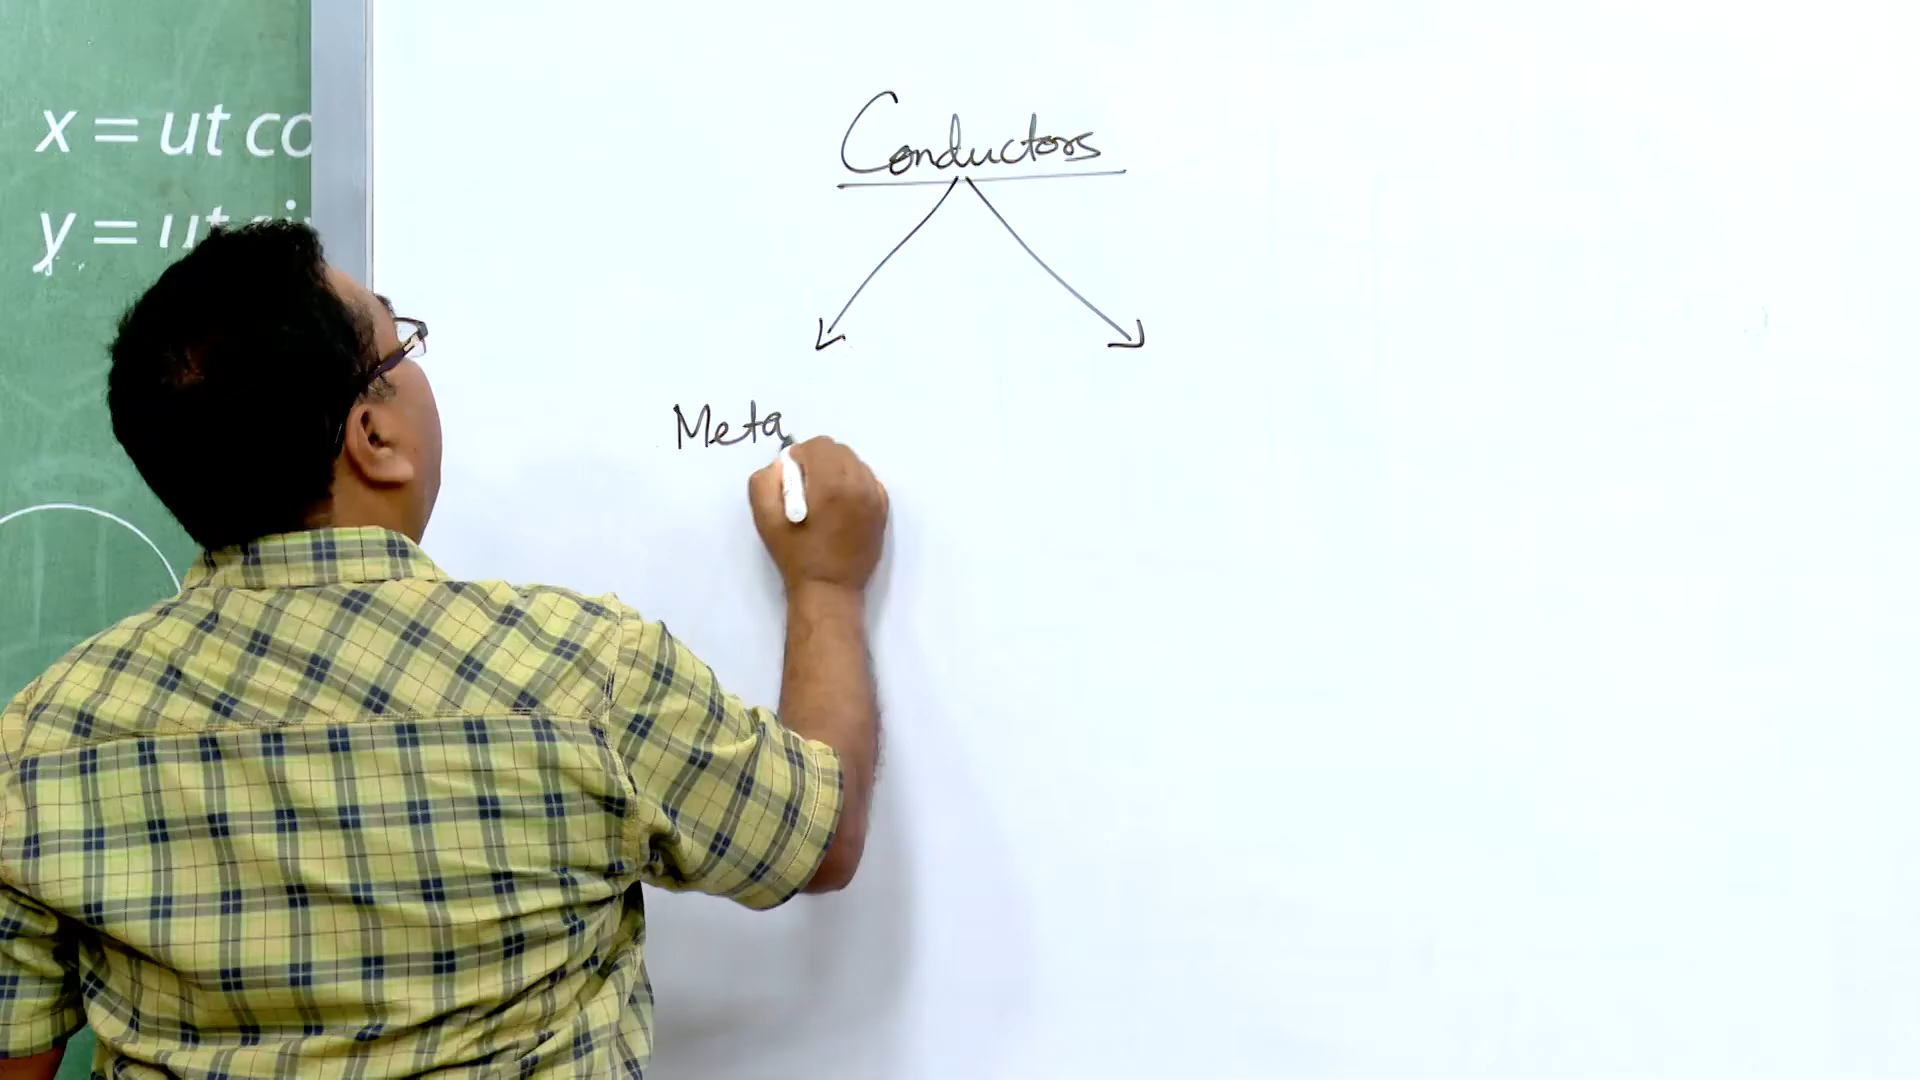 x = ut co
y = ut si
Conductors
Meta